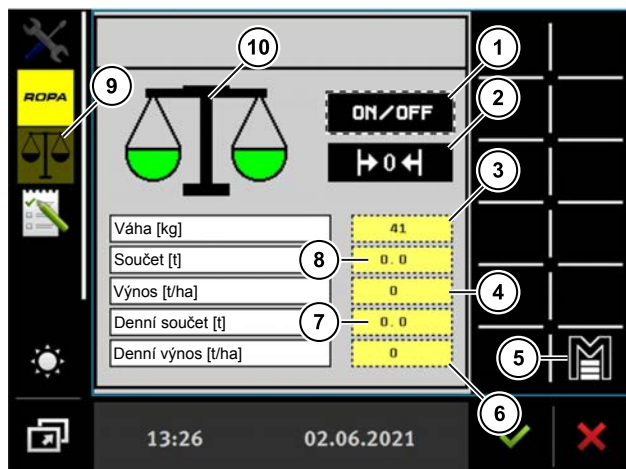 10
1
9
ROPA
ON/OFF
2
0
3
Váha [kg] 41
Součet [t] 8 0.0
Výnos [t/ha] 0 4
Denní součet [t] 7 0.0
Denní výnos [t/ha] 0
5 M
6
13:26 02.06.2021